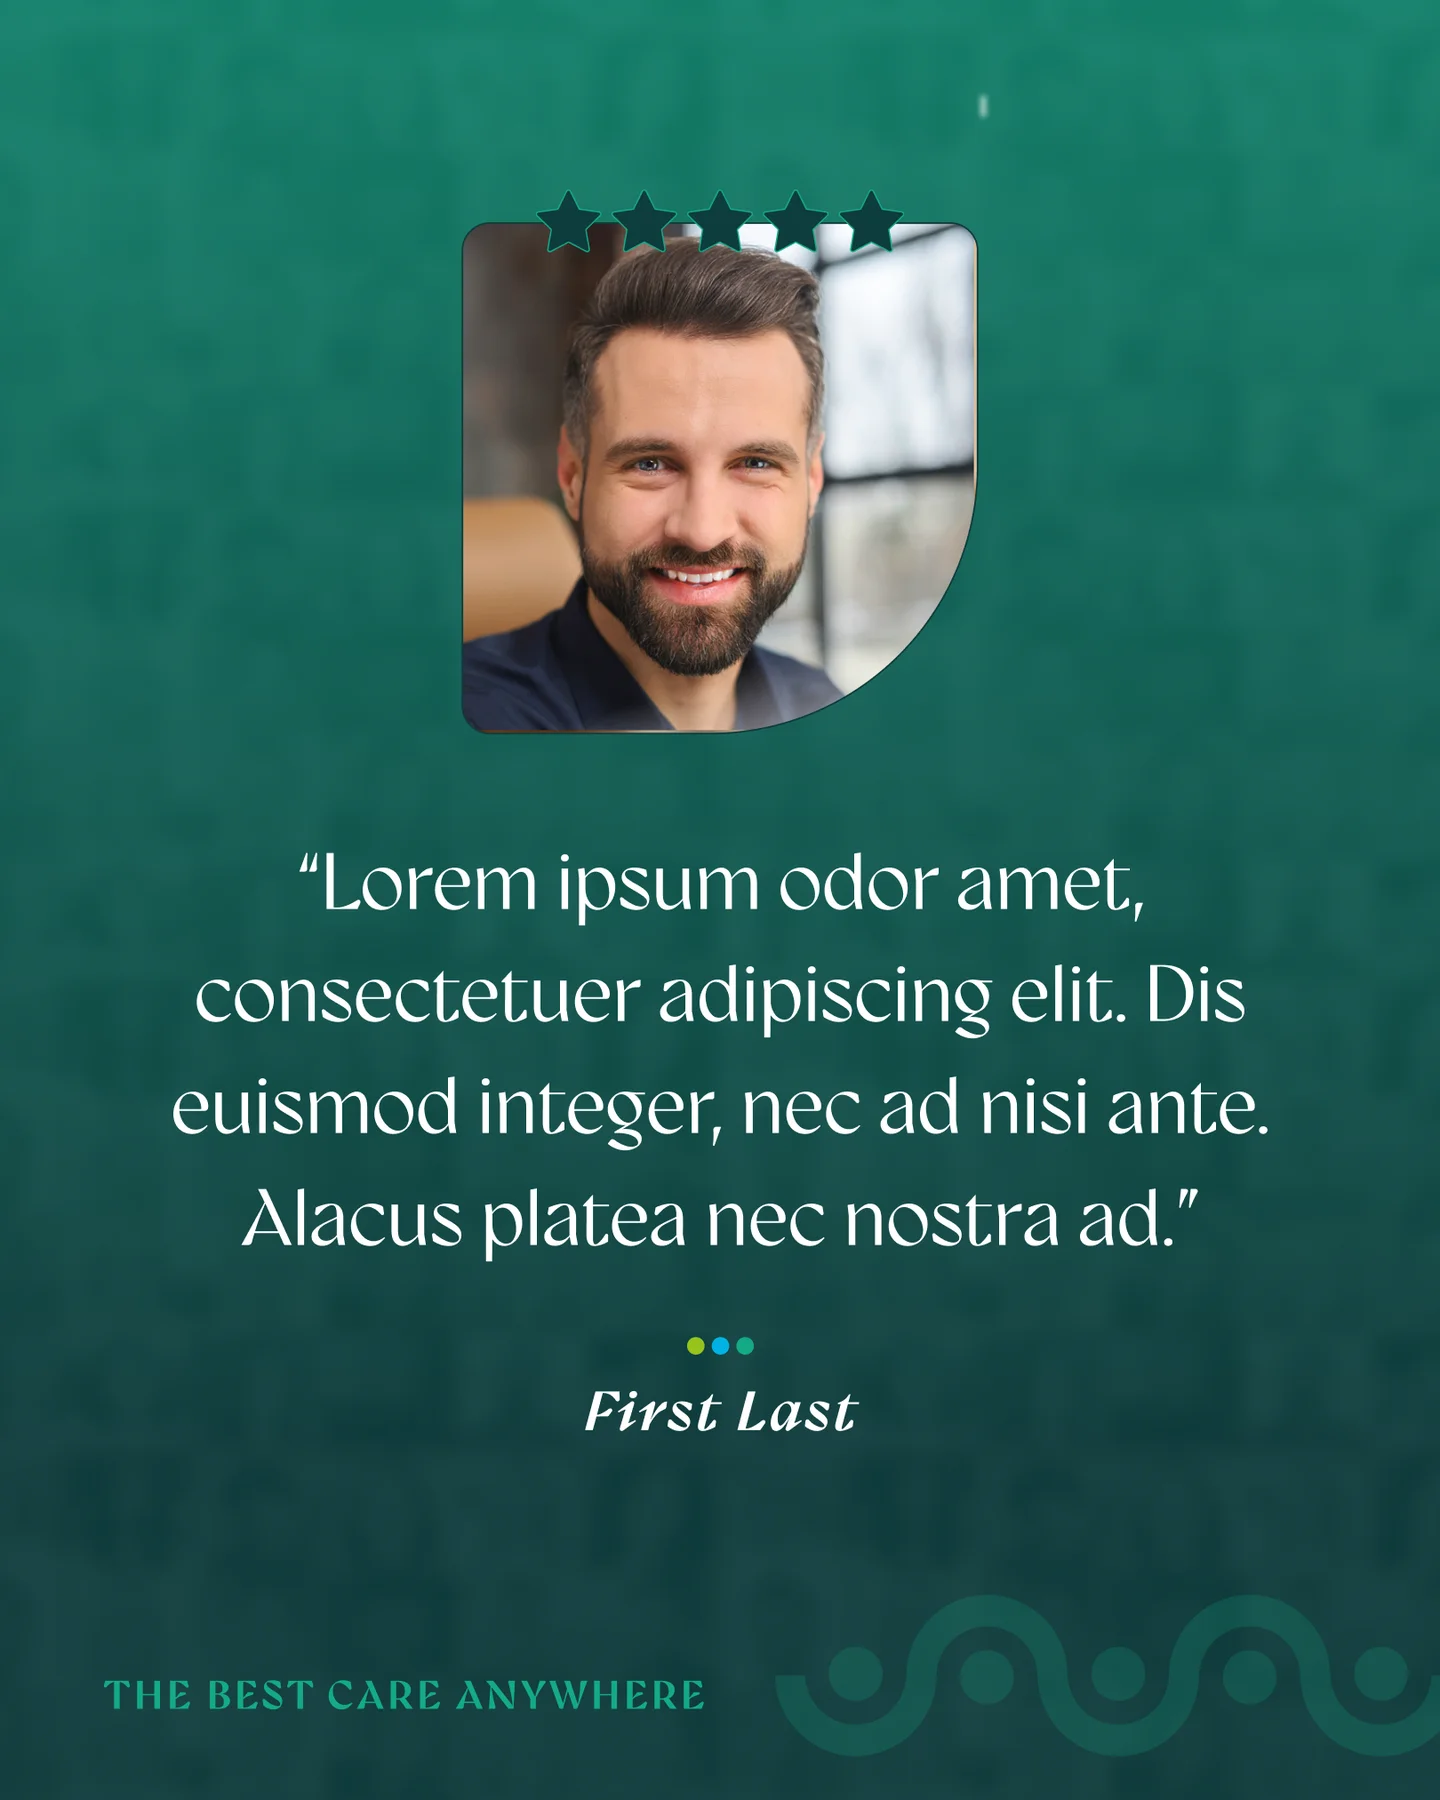 “Lorem ipsum odor amet,
consectetuer adipiscing elit. Dis
euismod integer, nec ad nisi ante.
Alacus platea nec nostra ad.”
First Last
THE BEST CARE ANYWHERE